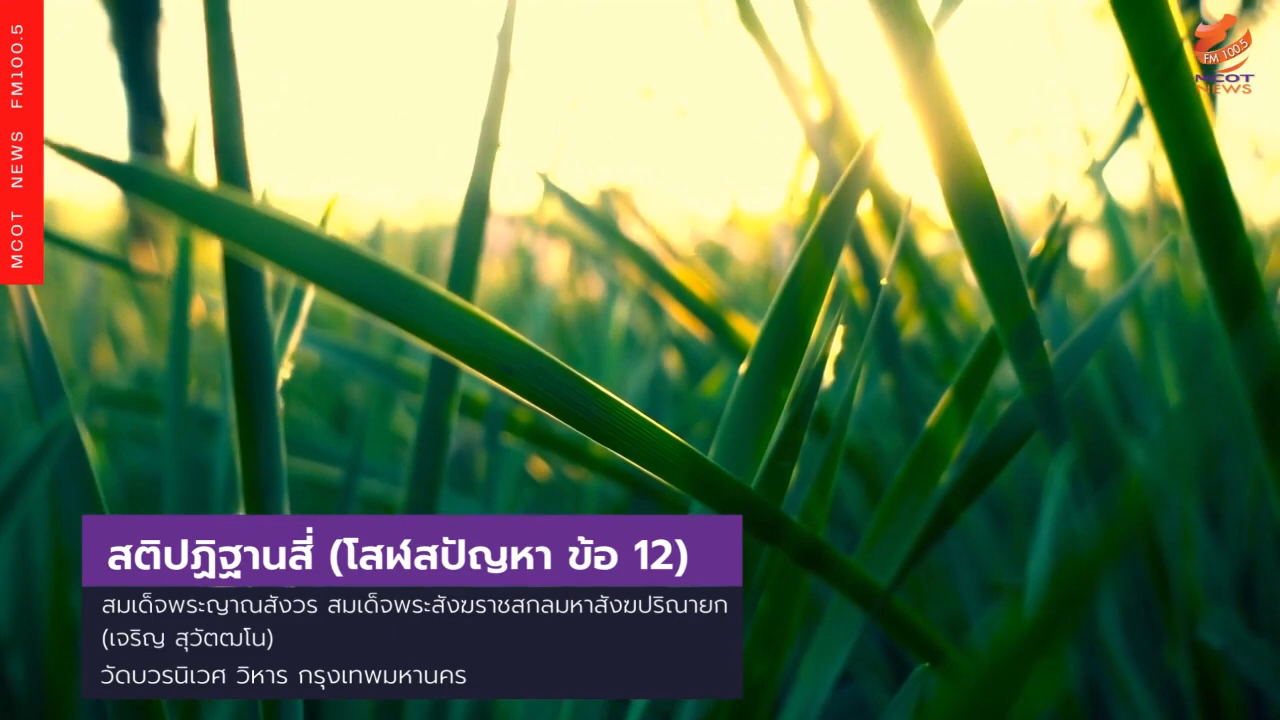 MCOT NEWS FM100.5
FM 100.5
MCOT
NEWS
สติปัฏฐานสี่ (โสฬสปัญหา ข้อ 12)
สมเด็จพระญาณสังวร สมเด็จพระสังฆราชสกลมหาสังฆปริณายก
(เจริญ สุวัตฒโน)
วัดบวรนิเวศ วิหาร กรุงเทพมหานคร